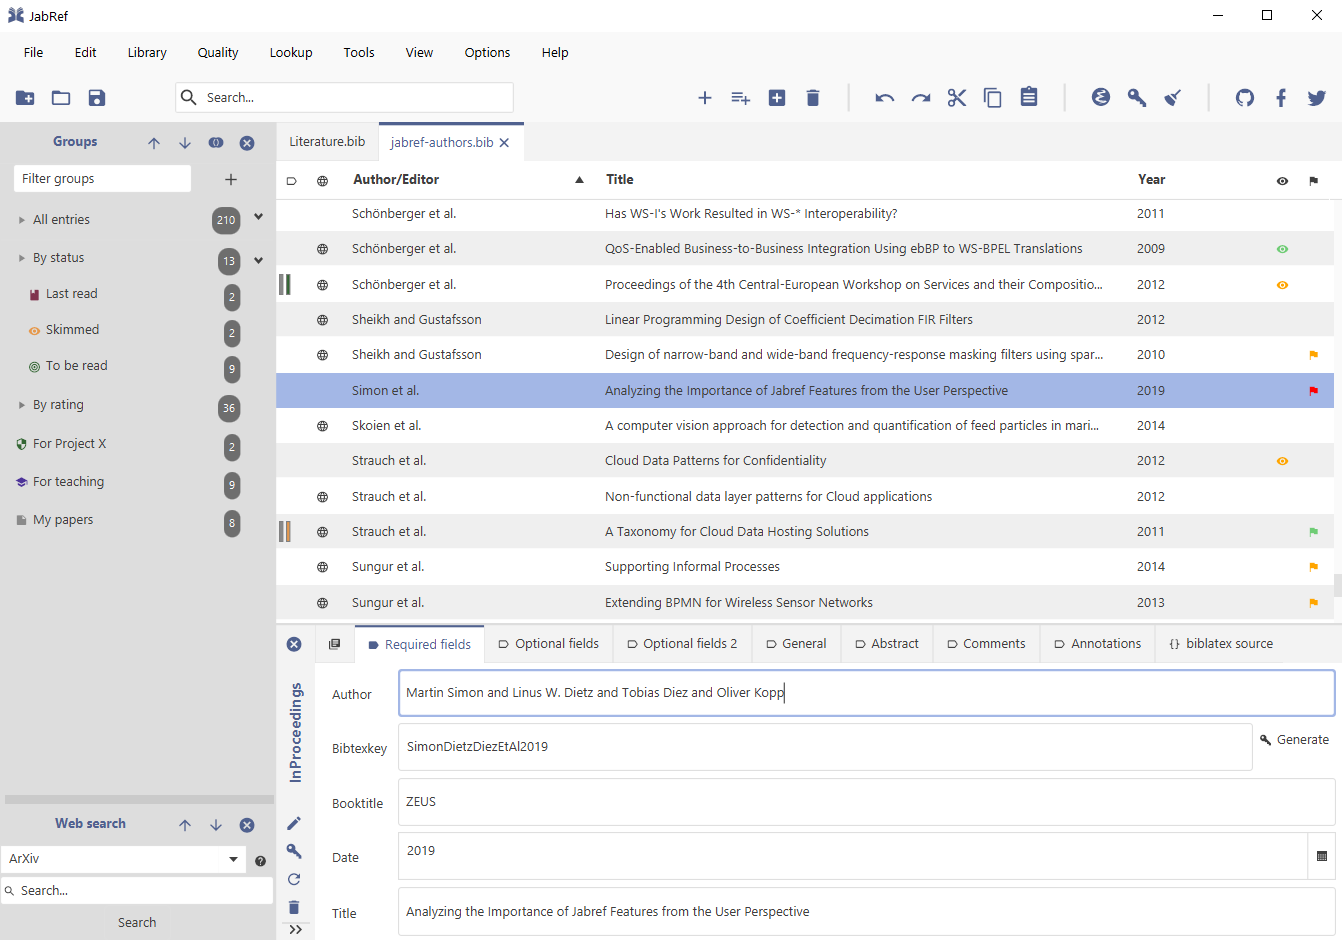 JabRef
File Edit Library Quality Lookup Tools View Options Help
Search...
Groups
Filter groups
All entries 210
By status 13
Last read 2
Skimmed 2
To be read 9
By rating 36
For Project X 2
For teaching 9
My papers 8
Web search
ArXiv
Search...
Search
Literature.bib jabref-authors.bib
Author/Editor Title Year
Schönberger et al. Has WS-I's Work Resulted in WS-* Interoperability? 2011
Schönberger et al. QoS-Enabled Business-to-Business Integration Using ebBP to WS-BPEL Translations 2009
Schönberger et al. Proceedings of the 4th Central-European Workshop on Services and their Compositio... 2012
Sheikh and Gustafsson Linear Programming Design of Coefficient Decimation FIR Filters 2012
Sheikh and Gustafsson Design of narrow-band and wide-band frequency-response masking filters using spar... 2010
Simon et al. Analyzing the Importance of Jabref Features from the User Perspective 2019
Skoien et al. A computer vision approach for detection and quantification of feed particles in mari... 2014
Strauch et al. Cloud Data Patterns for Confidentiality 2012
Strauch et al. Non-functional data layer patterns for Cloud applications 2012
Strauch et al. A Taxonomy for Cloud Data Hosting Solutions 2011
Sungur et al. Supporting Informal Processes 2014
Sungur et al. Extending BPMN for Wireless Sensor Networks 2013
Required fields Optional fields Optional fields 2 General Abstract Comments Annotations {} biblatex source
InProceedings
Author Martin Simon and Linus W. Dietz and Tobias Diez and Oliver Kopp
Bibtexkey SimonDietzDiezEtAl2019 Generate
Booktitle ZEUS
Date 2019
Title Analyzing the Importance of Jabref Features from the User Perspective